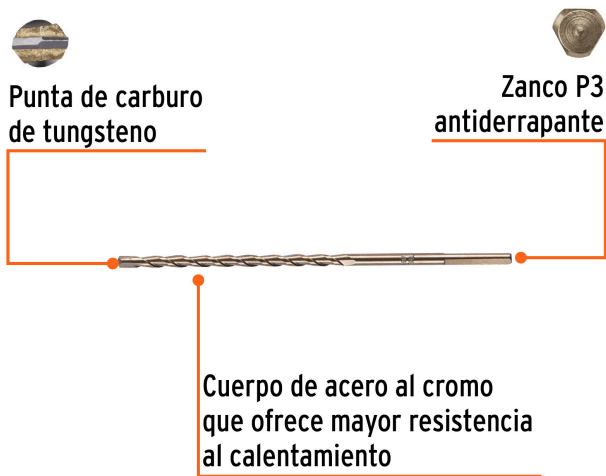 Punta de carburo
de tungsteno
Zanco P3
antiderrapante
Cuerpo de acero al cromo
que ofrece mayor resistencia
al calentamiento